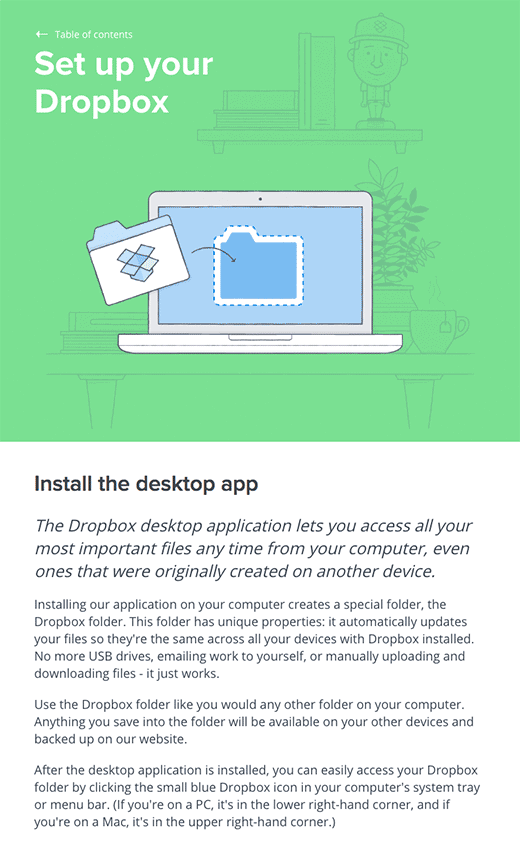 ← Table of contents
Set up your
Dropbox
Install the desktop app
The Dropbox desktop application lets you access all your
most important files any time from your computer, even
ones that were originally created on another device.
Installing our application on your computer creates a special folder, the
Dropbox folder. This folder has unique properties: it automatically updates
your files so they're the same across all your devices with Dropbox installed.
No more USB drives, emailing work to yourself, or manually uploading and
downloading files - it just works.
Use the Dropbox folder like you would any other folder on your computer.
Anything you save into the folder will be available on your other devices and
backed up on our website.
After the desktop application is installed, you can easily access your Dropbox
folder by clicking the small blue Dropbox icon in your computer's system tray
or menu bar. (If you're on a PC, it's in the lower right-hand corner, and if
you're on a Mac, it's in the upper right-hand corner.)